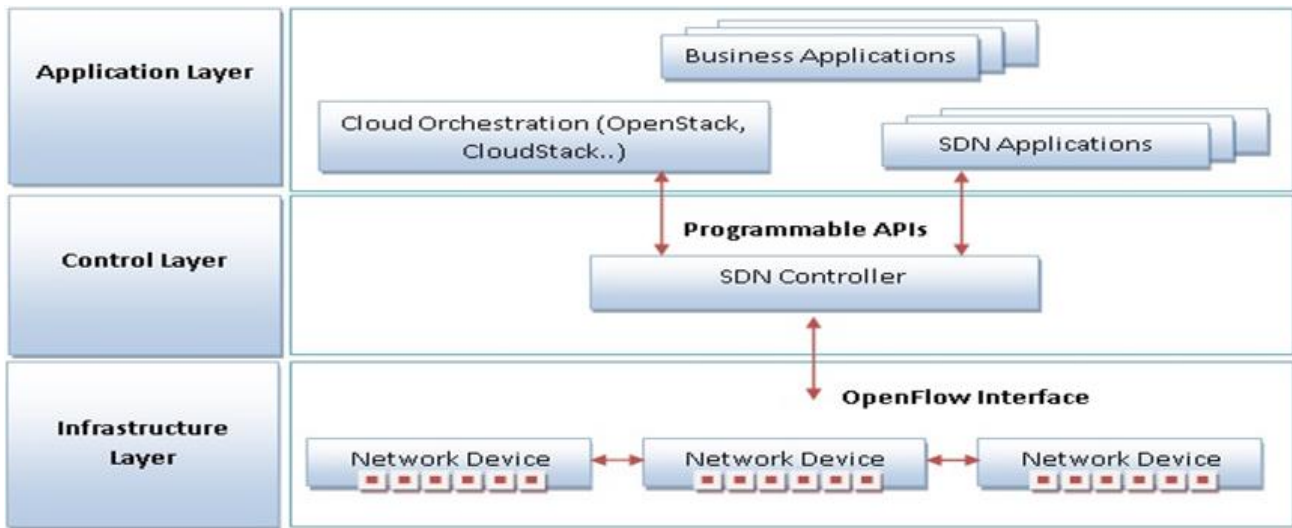 Application Layer
Business Applications
Cloud Orchestration (OpenStack,
CloudStack..)
SDN Applications
Control Layer
Programmable APIs
SDN Controller
Infrastructure
Layer
OpenFlow Interface
Network Device
Network Device
Network Device